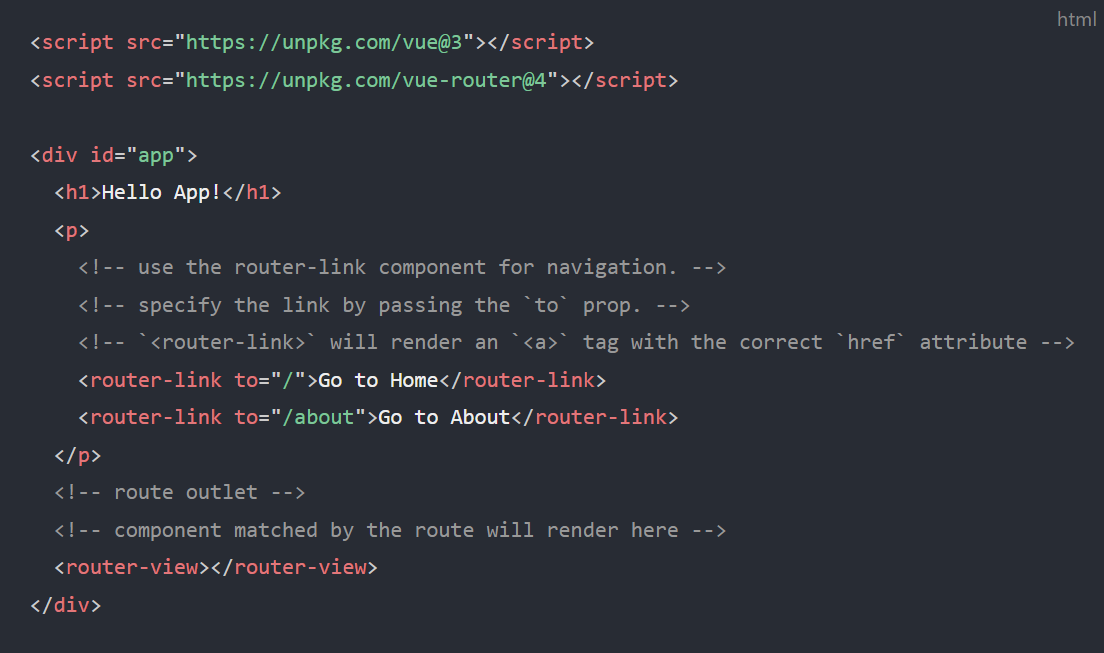 html
<script src="https://unpkg.com/vue@3"></script>
<script src="https://unpkg.com/vue-router@4"></script>
<div id="app">
<h1>Hello App!</h1>
<p>
<!-- use the router-link component for navigation. -->
<!-- specify the link by passing the `to` prop. -->
<!-- `<router-link>` will render an `<a>` tag with the correct `href` attribute -->
<router-link to="/">Go to Home</router-link>
<router-link to="/about">Go to About</router-link>
</p>
<!-- route outlet -->
<!-- component matched by the route will render here -->
<router-view></router-view>
</div>